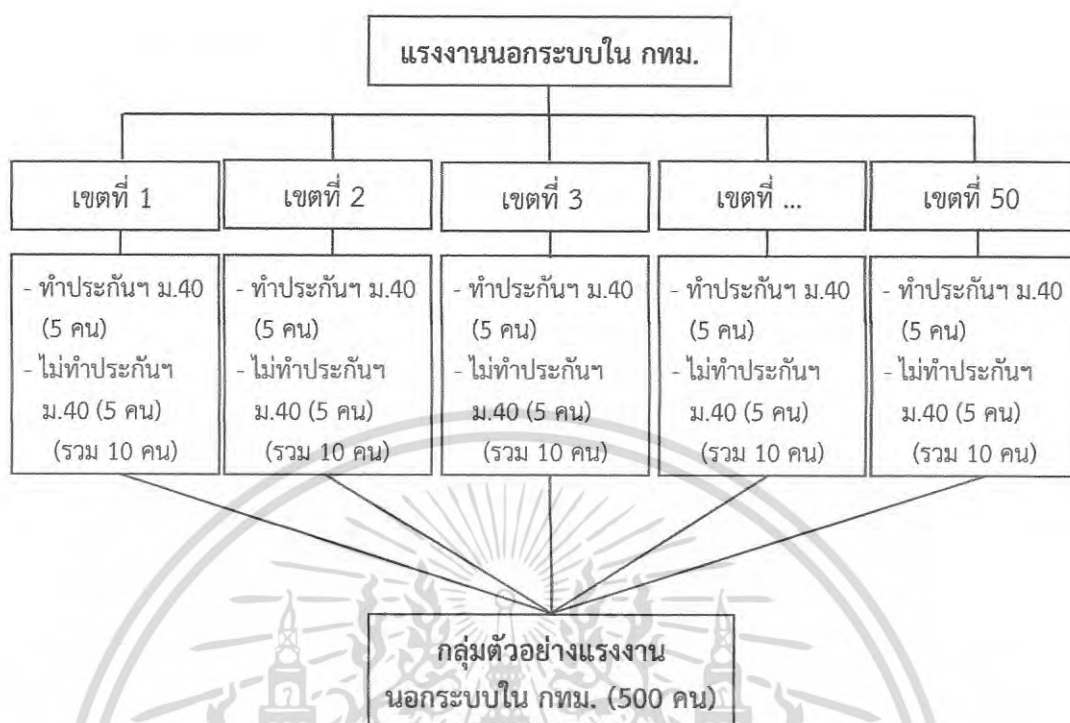 แรงงานนอกระบบใน กทม.
เขตที่ 1
เขตที่ 2
เขตที่ 3
เขตที่ ...
เขตที่ 50
- ทำประกันฯ ม.40
(5 คน)
- ไม่ทำประกันฯ
ม.40 (5 คน)
(รวม 10 คน)
- ทำประกันฯ ม.40
(5 คน)
- ไม่ทำประกันฯ
ม.40 (5 คน)
(รวม 10 คน)
- ทำประกันฯ ม.40
(5 คน)
- ไม่ทำประกันฯ
ม.40 (5 คน)
(รวม 10 คน)
- ทำประกันฯ ม.40
(5 คน)
- ไม่ทำประกันฯ
ม.40 (5 คน)
(รวม 10 คน)
- ทำประกันฯ ม.40
(5 คน)
- ไม่ทำประกันฯ
ม.40 (5 คน)
(รวม 10 คน)
กลุ่มตัวอย่างแรงงาน
นอกระบบใน กทม. (500 คน)